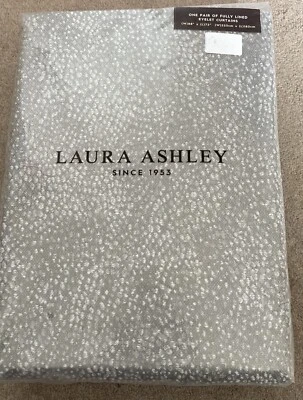 ONE PAIR OF FULLY LINED
EYELET CURTAINS
LAURA ASHLEY
SINCE 1953